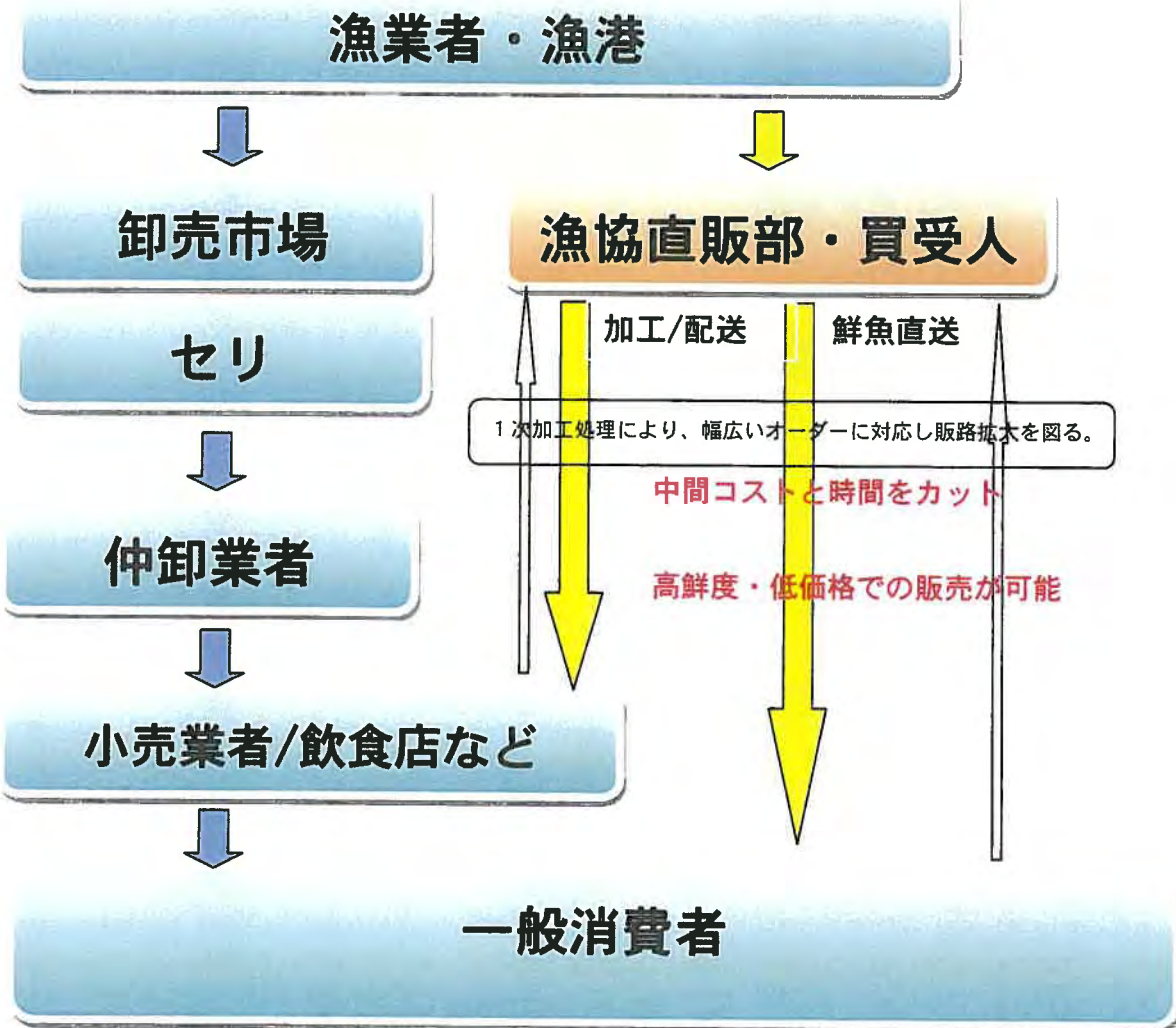 漁業者・漁港
卸売市場
漁協直販部・買受人
セリ
加工/配送
鮮魚直送
1次加工処理により、幅広いオーダーに対応し販路拡大を図る。
中間コストと時間をカット
仲卸業者
高鮮度・低価格での販売が可能
小売業者/飲食店など
一般消費者